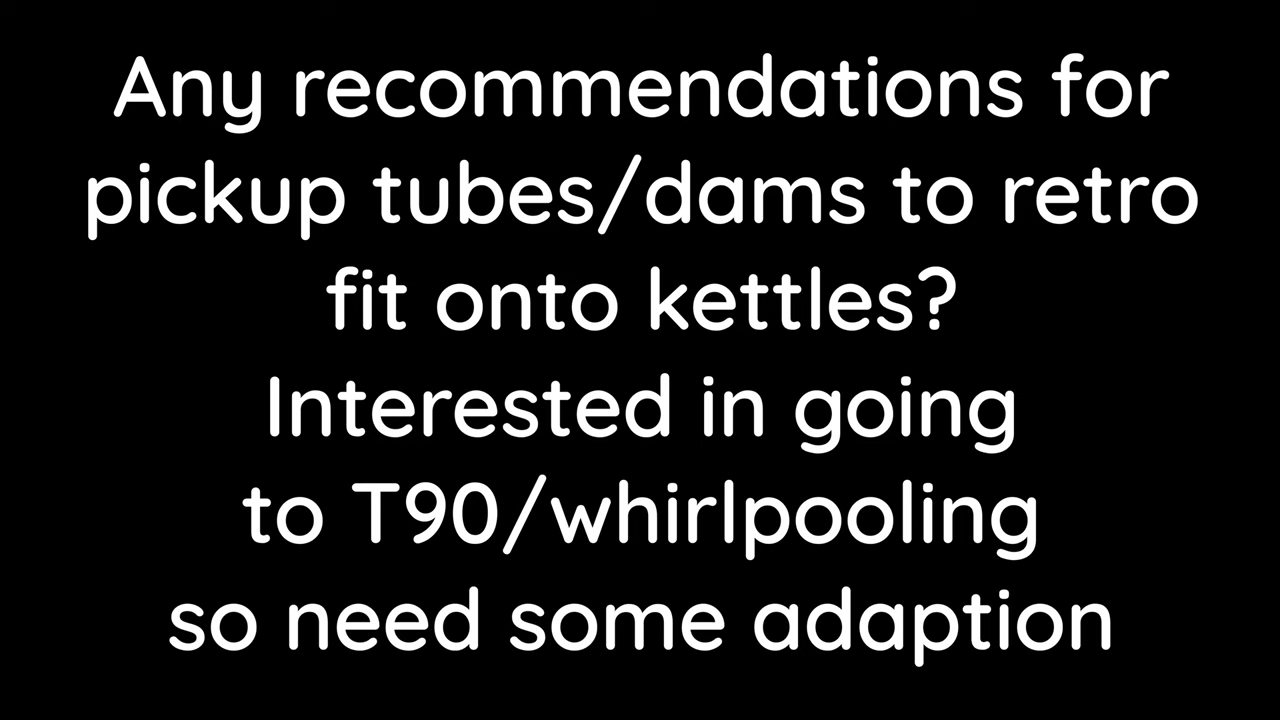 Any recommendations for
pickup tubes/dams to retro
fit onto kettles?
Interested in going
to T90/whirlpooling
so need some adaption